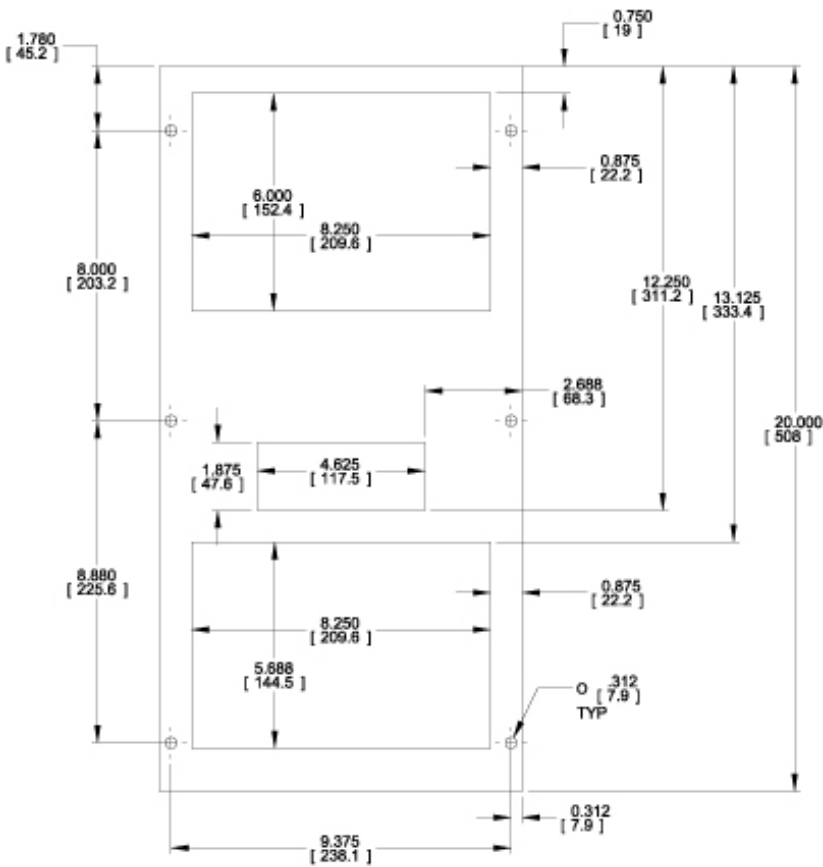 0.750
[ 19 ]
1.780
[ 45.2 ]
0.875
[ 22.2 ]
6.000
[ 152.4 ]
8.250
[ 209.6 ]
8.000
[ 203.2 ]
12.250
[ 311.2 ]
13.125
[ 333.4 ]
2.688
[ 68.3 ]
20.000
[ 508 ]
1.875
[ 47.6 ]
4.625
[ 117.5 ]
8.880
[ 225.6 ]
0.875
[ 22.2 ]
8.250
[ 209.6 ]
5.688
[ 144.5 ]
O .312
[ 7.9 ]
TYP
0.312
[ 7.9 ]
9.375
[ 238.1 ]